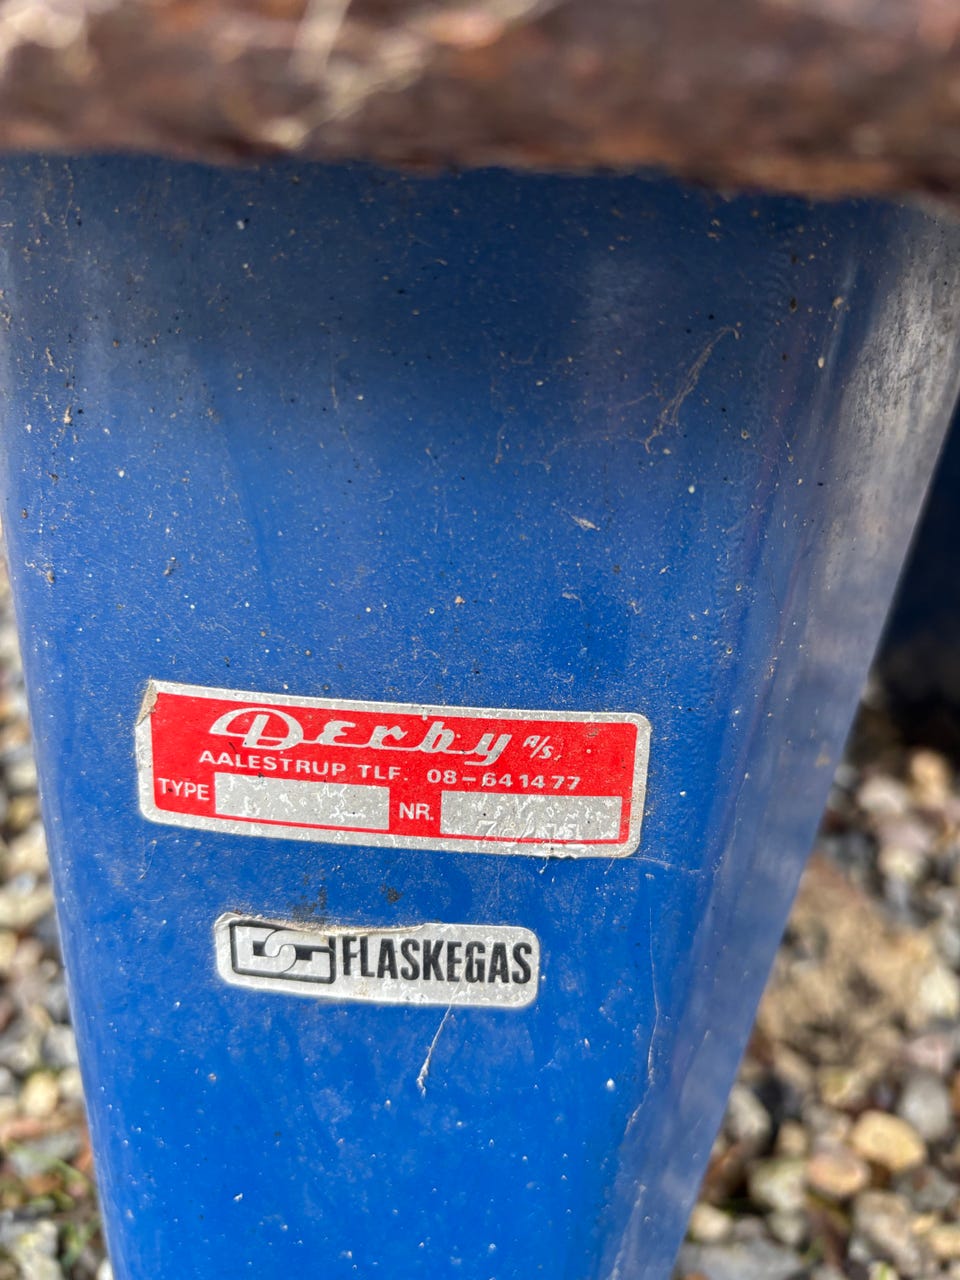 Derby A/S
AALESTRUP TLF. 08-641477
TYPE NR.
FLASKEGAS